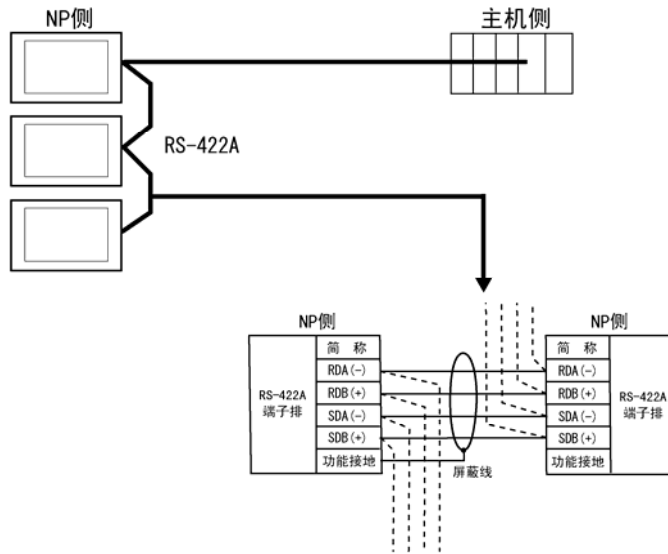 NP侧
主机侧
RS-422A
NP侧
NP侧
简 称
RDA(-)
RDB(+)
SDA(-)
SDB(+)
功能接地
RS-422A
端子排
屏蔽线
简 称
RDA(-)
RDB(+)
SDA(-)
SDB(+)
功能接地
RS-422A
端子排